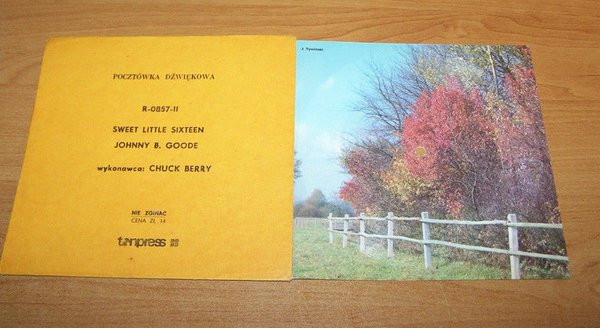 POCZTÓWKA DŹWIĘKOWA
R-0857-II
SWEET LITTLE SIXTEEN
JOHNNY B. GOODE
wykonawca: CHUCK BERRY
NIE ZGINAĆ
CENA ZŁ 14
tonpress